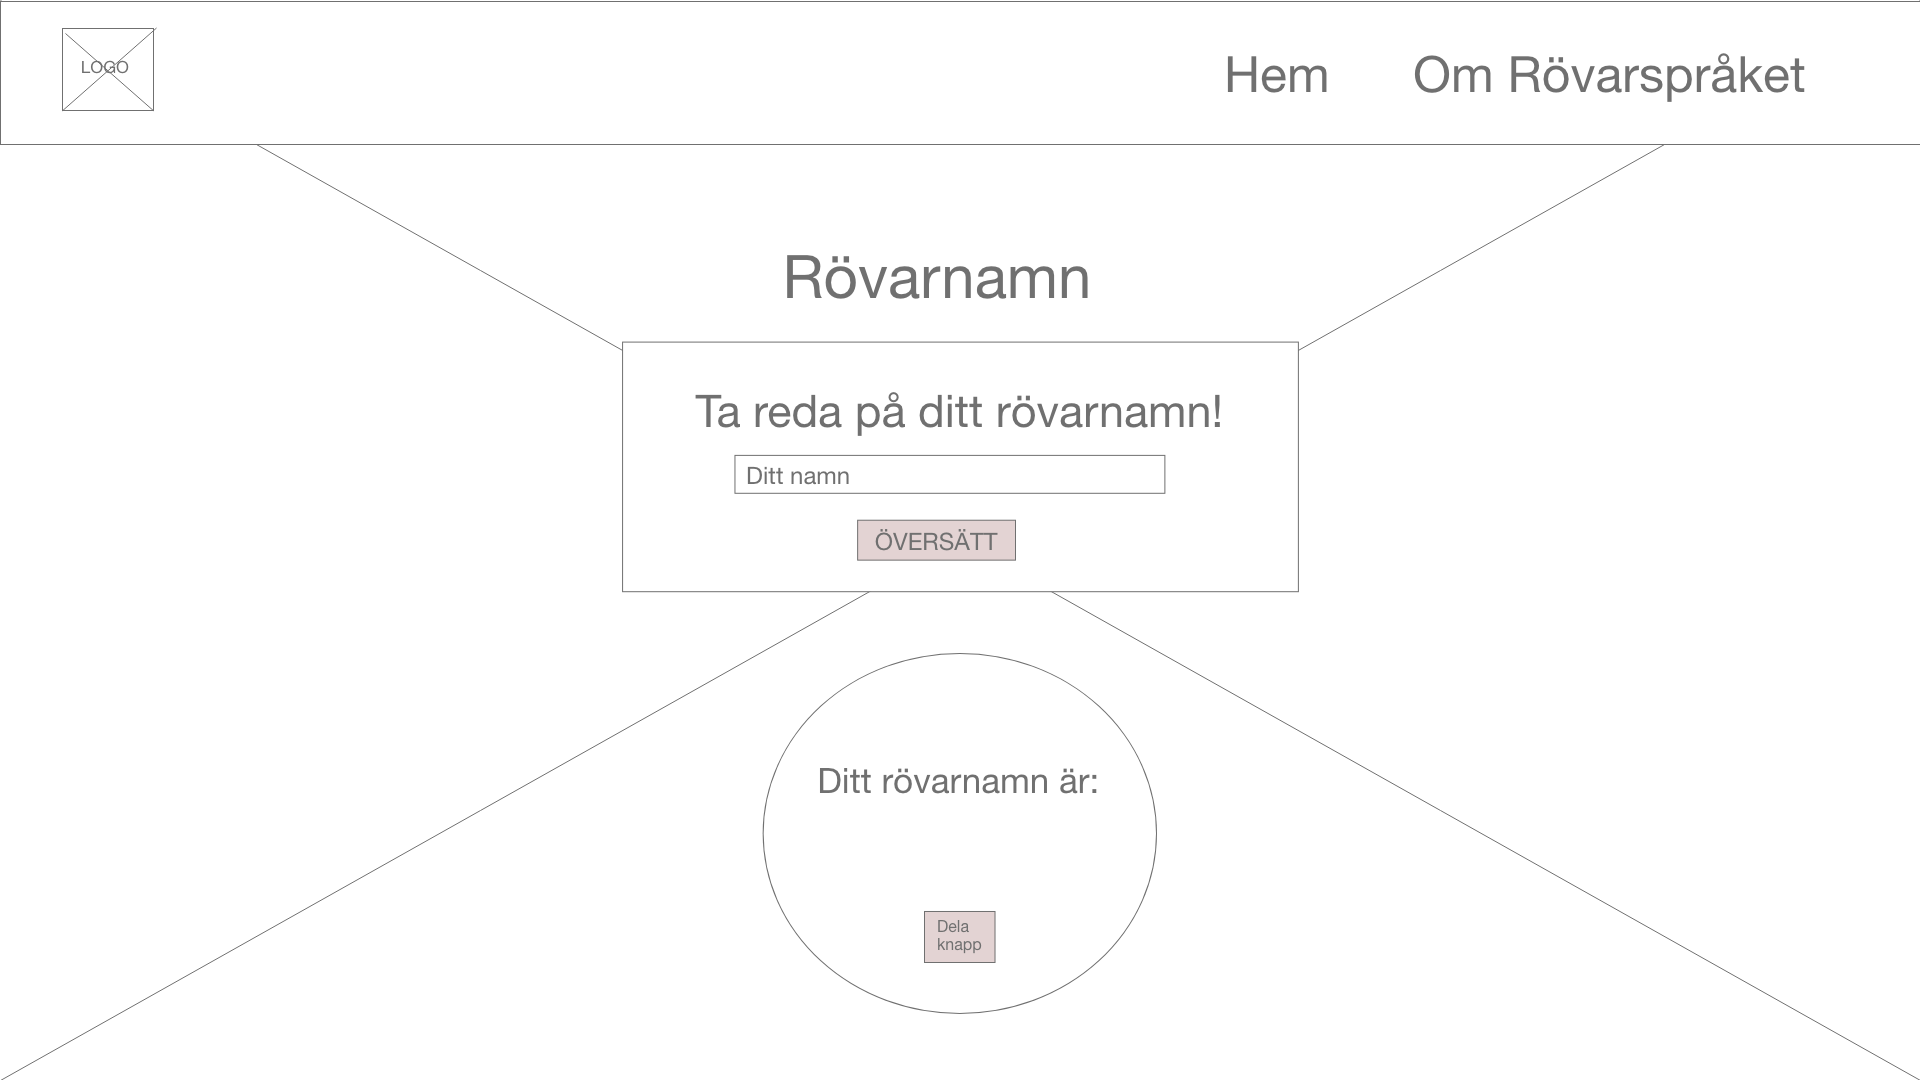 LOGO
Hem
Om Rövarspråket
Rövarnamn
Ta reda på ditt rövarnamn!
Ditt namn
ÖVERSÄTT
Ditt rövarnamn är:
Dela
knapp